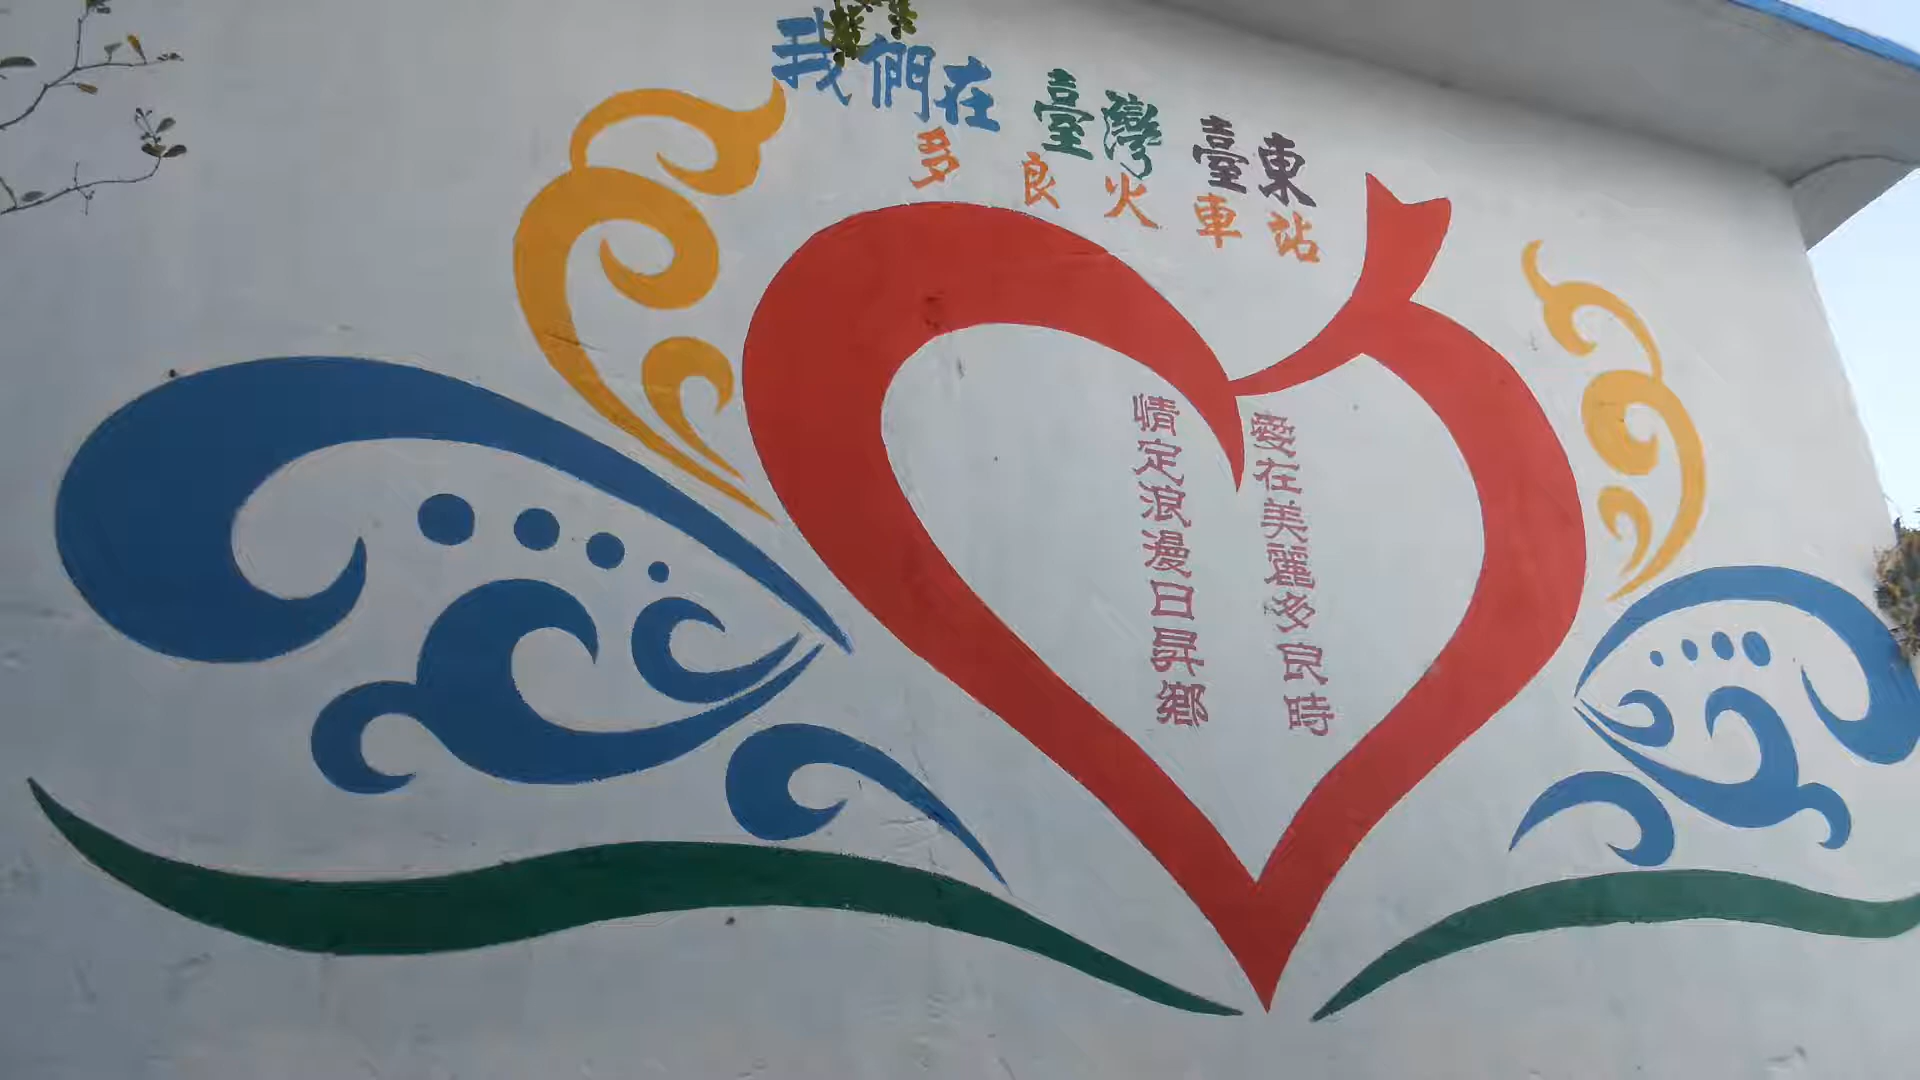 我們在 臺灣 臺東
多良火車站
愛在美麗多良時
情定浪漫日昇鄉